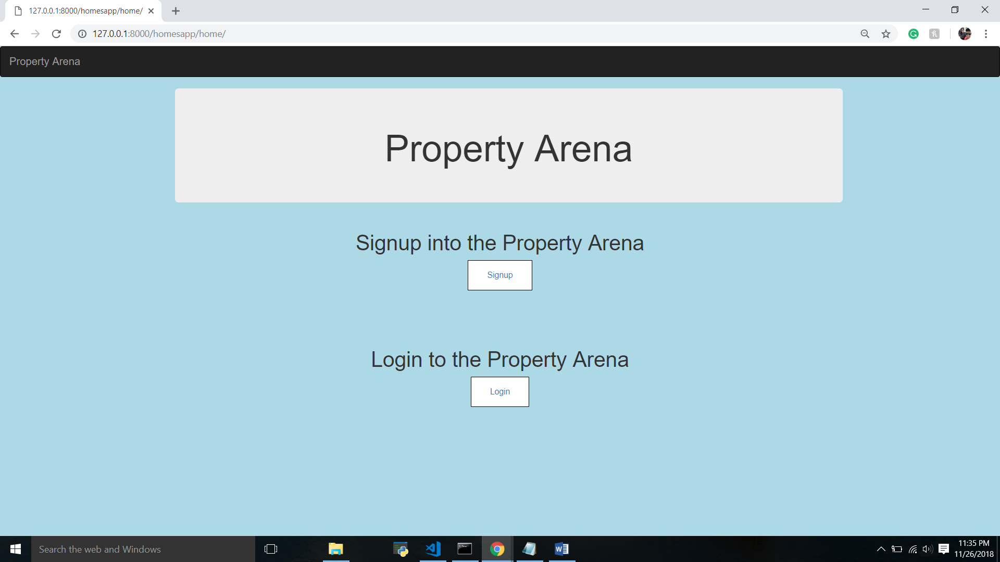 127.0.0.1:8000/homesapp/home/
127.0.0.1:8000/homesapp/home/
Property Arena
Property Arena
Signup into the Property Arena
Signup
Login to the Property Arena
Login
Search the web and Windows
11:35 PM
11/26/2018